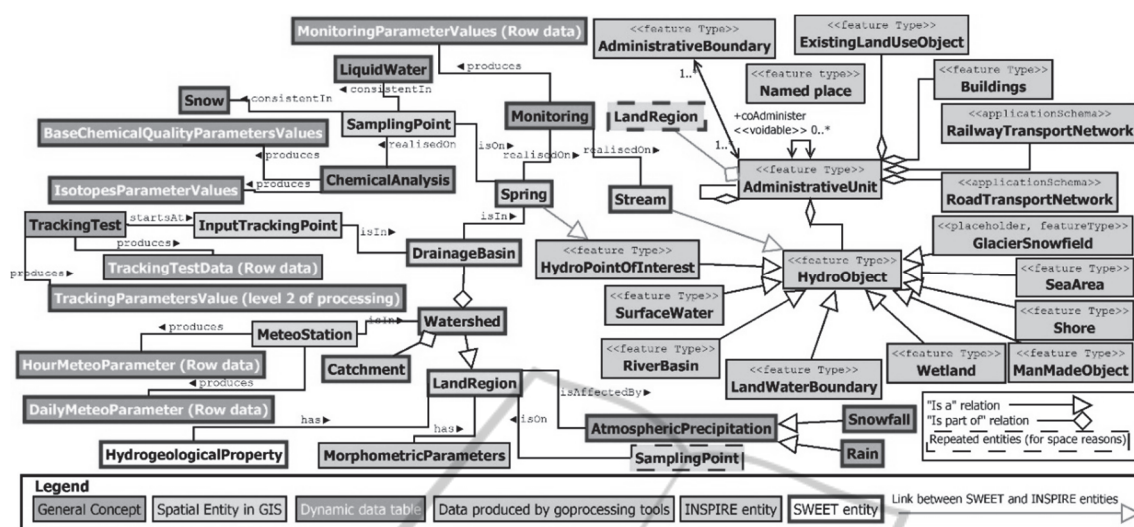 MonitoringParameterValues (Row data)
<<feature Type>>
AdministrativeBoundary
<<feature Type>>
ExistingLandUseObject
◄produces
LiquidWater
◄consistentIn
Snow
◄consistentIn
1..*
<<feature type>>
Named place
<<feature Type>>
Buildings
SamplingPoint
Monitoring
LandRegion
+coAdminister
<<voidable>> 0..*
<<applicationSchema>>
RailwayTransportNetwork
BaseChemicalQualityParametersValues
◄realisedOn
isOn
realisedOn
realisedOn
1..*
◄produces
IsotopesParameterValues
◄produces
ChemicalAnalysis
Spring
Stream
<<feature Type>>
AdministrativeUnit
<<applicationSchema>>
RoadTransportNetwork
TrackingTest
startsAt►
InputTrackingPoint
isIn►
isIn►
<<placeholder, featureType>>
GlacierSnowfield
produces►
DrainageBasin
<<feature Type>>
HydroPointOfInterest
<<feature Type>>
HydroObject
TrackingTestData (Row data)
produces►
<<feature Type>>
SeaArea
TrackingPrametersValue (level 2 of processing)
<<feature Type>>
SurfaceWater
<<feature Type>>
Shore
◄produces
MeteoStation
isIn►
Watershed
HourMeteoParameter (Row data)
Catchment
<<feature Type>>
RiverBasin
<<feature Type>>
LandWaterBoundary
<<feature Type>>
Wetland
<<feature Type>>
ManMadeObject
◄produces
LandRegion
isAffectedBy►
DailyMeteoParameter (Row data)
has►
has►
◄isOn
AtmosphericPrecipitation
Snowfall
Rain
"Is a" relation
"Is part of" relation
Repeated entities (for space reasons)
HydrogeologicalProperty
MorphometricParameters
SamplingPoint
Legend
General Concept
Spatial Entity in GIS
Dynamic data table
Data produced by goprocessing tools
INSPIRE entity
SWEET entity
Link between SWEET and INSPIRE entities